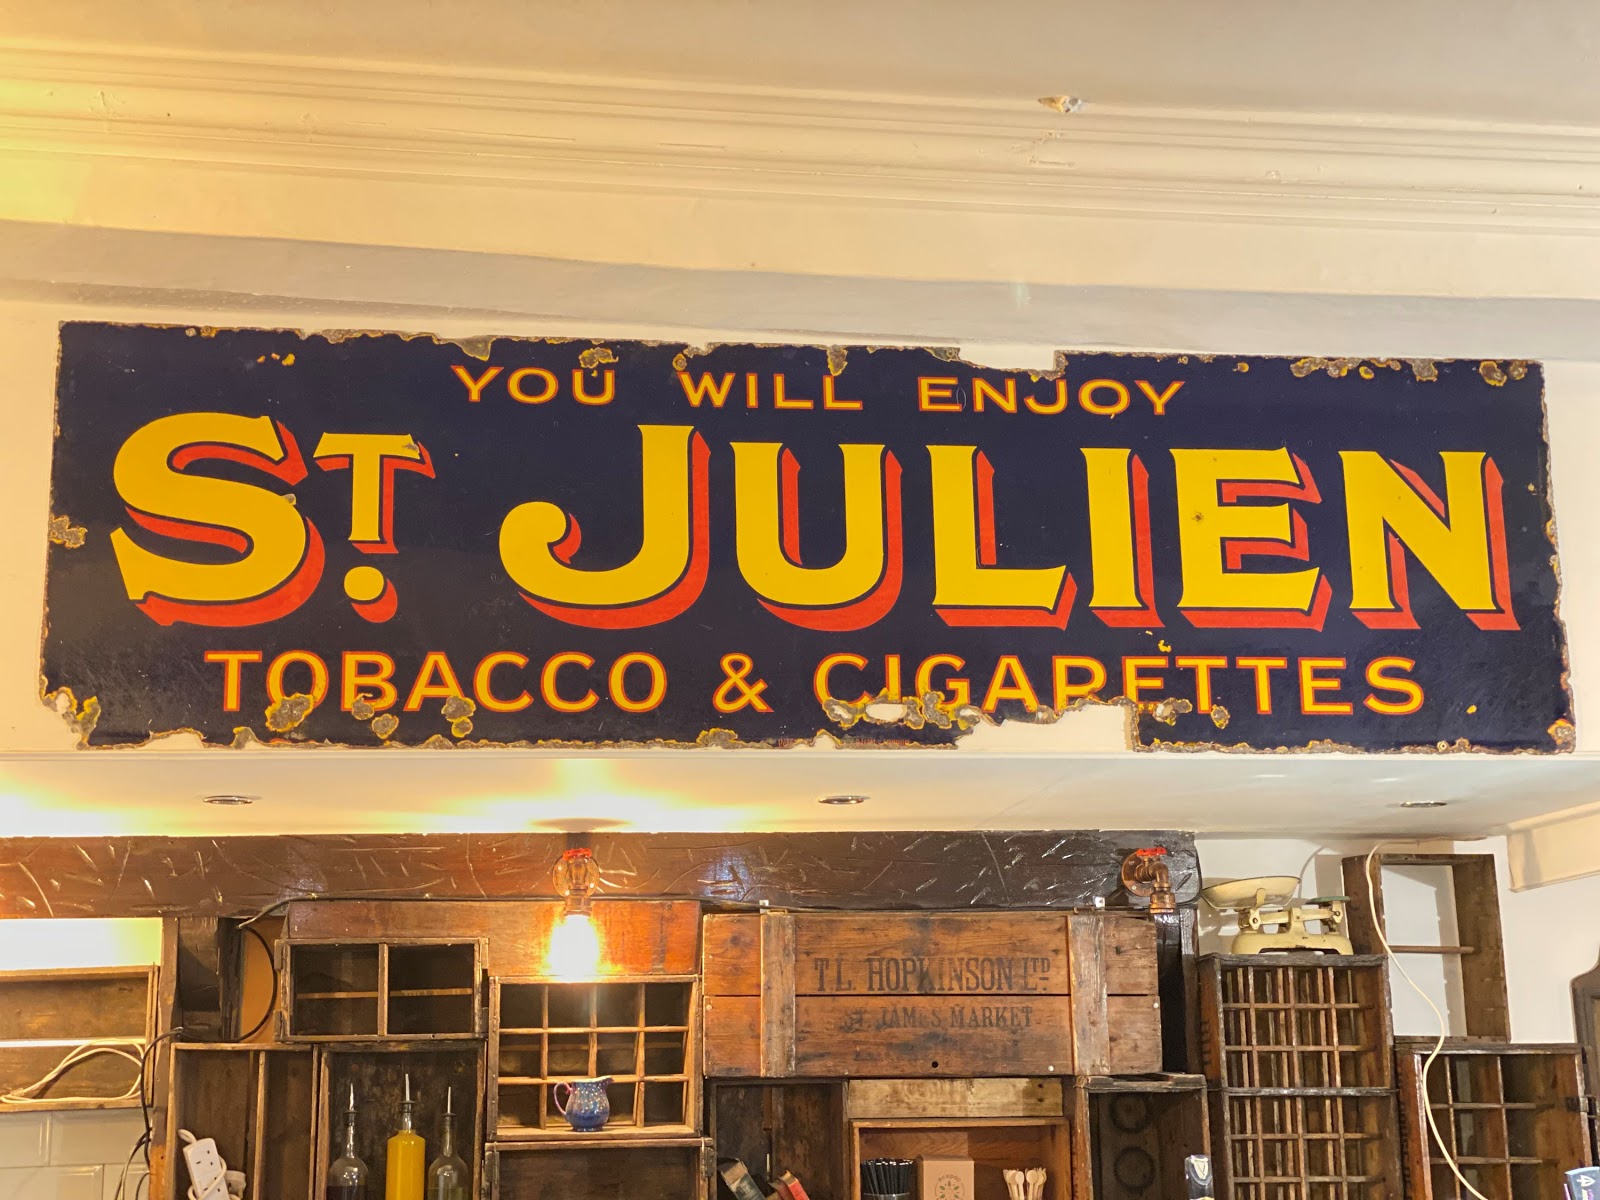 YOU WILL ENJOY
ST. JULIEN
TOBACCO & CIGARETTES
T.L. HOPKINSON LTD
ST. JAMES MARKET